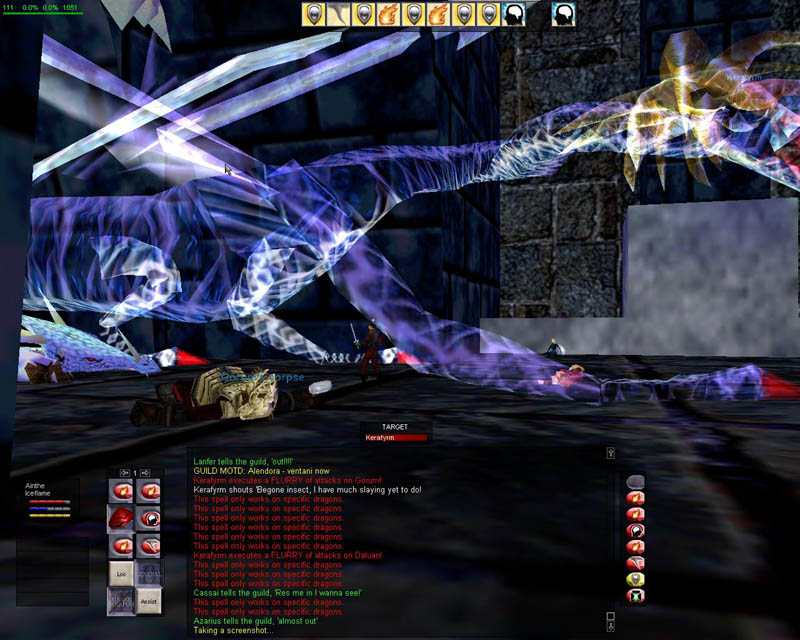 111 0.0% 0.0% 1051
Kerafyrm
Gorum's corpse
TARGET
Kerafyrm
1
Lanfer tells the guild, 'out!!!!'
GUILD MOTD: Alendora - ventani now
Kerafyrm executes a FLURRY of attacks on Gorum!
Kerafyrm shouts 'Begone insect, I have much slaying yet to do!
This spell only works on specific dragons.
This spell only works on specific dragons.
This spell only works on specific dragons.
This spell only works on specific dragons.
This spell only works on specific dragons.
This spell only works on specific dragons.
Kerafyrm executes a FLURRY of attacks on Daluan!
This spell only works on specific dragons.
This spell only works on specific dragons.
This spell only works on specific dragons.
Cassai tells the guild, 'Res me in I wanna see!'
This spell only works on specific dragons.
This spell only works on specific dragons.
Azarius tells the guild, 'almost out'
Taking a screenshot...
Airithe
Iceflame
Loc
Assist